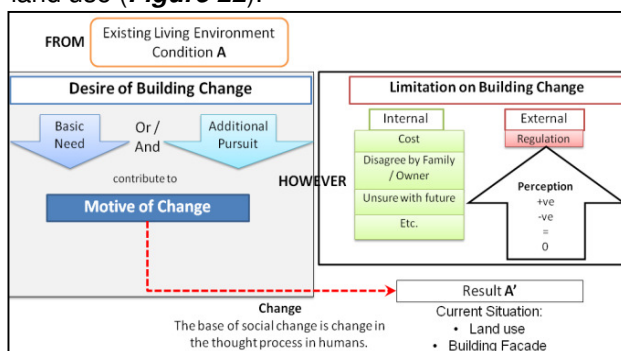 land use (Figure 22).
FROM
Existing Living Environment
Condition A
Desire of Building Change
Basic
Need
Or /
And
Additional
Pursuit
contribute to
Motive of Change
HOWEVER
Limitation on Building Change
Internal
Cost
Disagree by Family
/ Owner
Unsure with future
Etc.
External
Regulation
Perception
+ve
-ve
=
0
Change
The base of social change is change in
the thought process in humans.
Result A'
Current Situation:
• Land use
• Building Facade